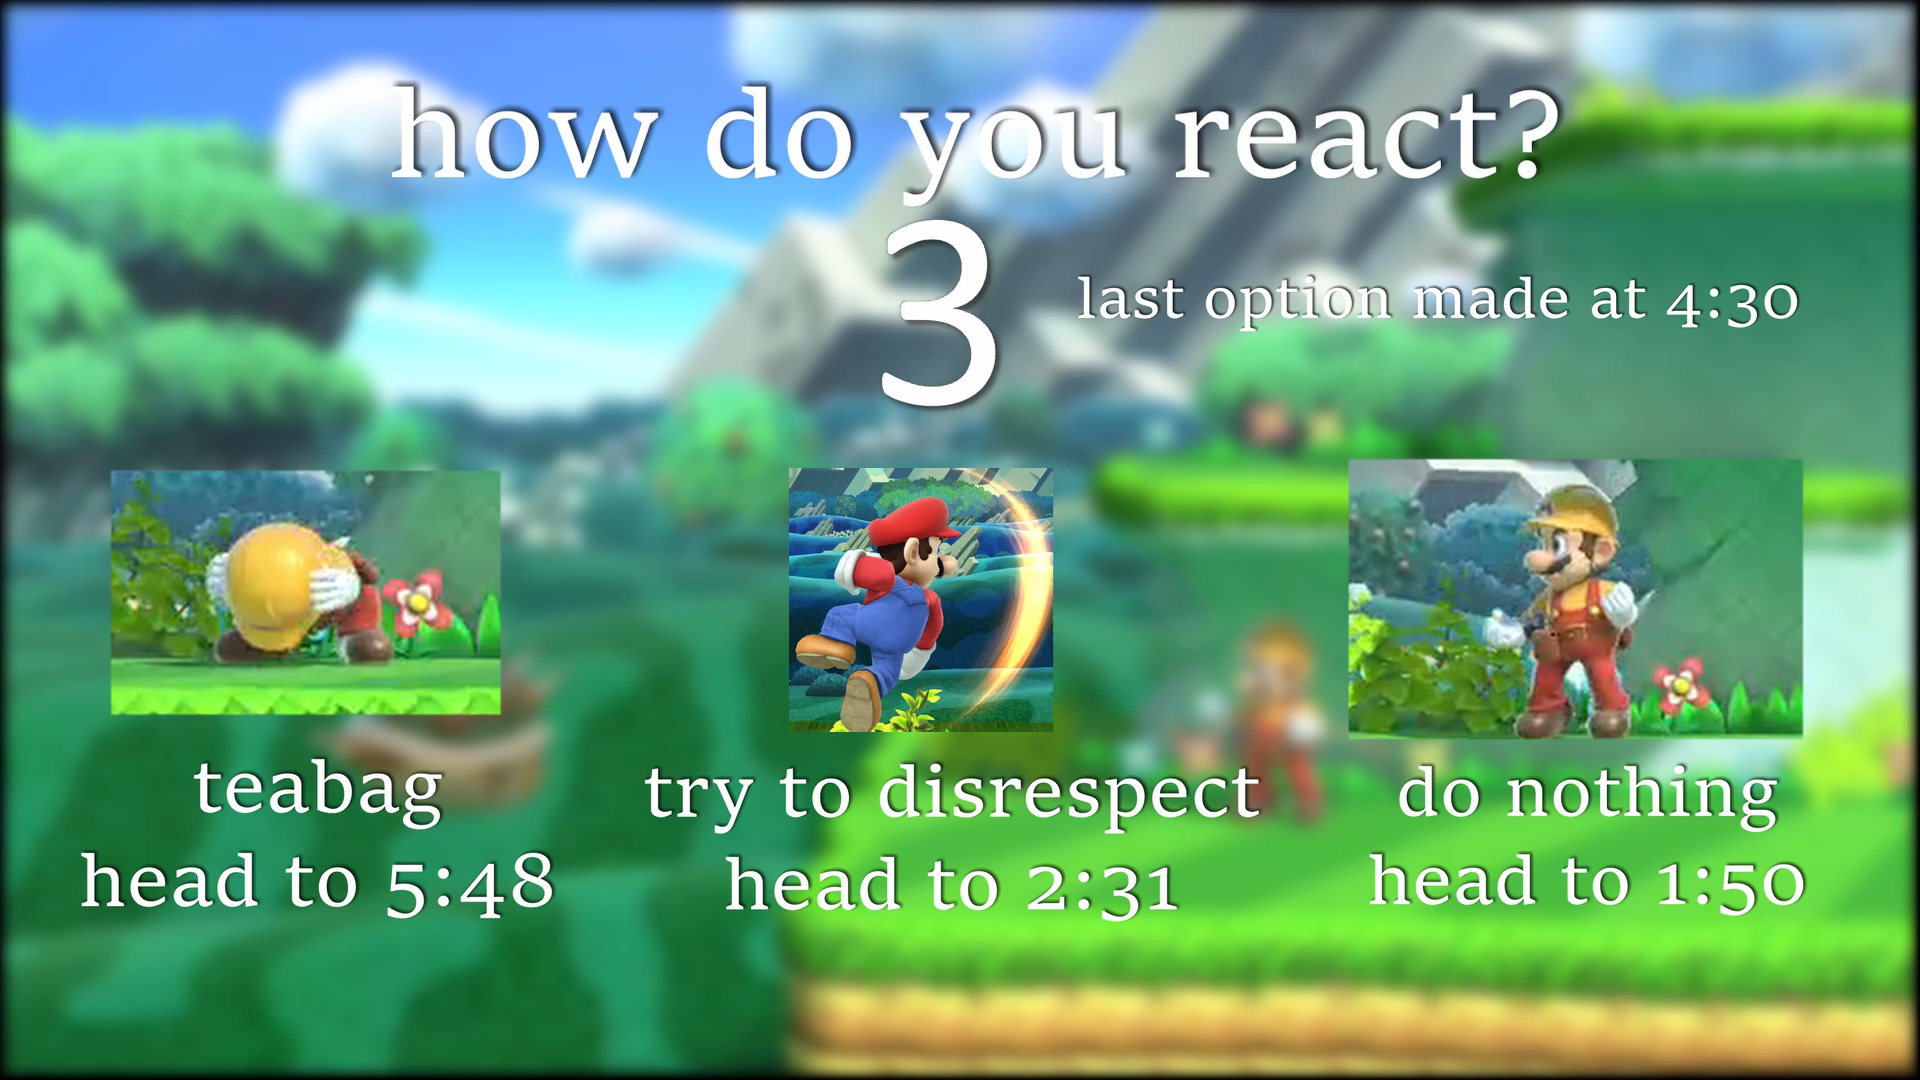 how do you react?
3
last option made at 4:30
teabag
head to 5:48
try to disrespect
head to 2:31
do nothing
head to 1:50